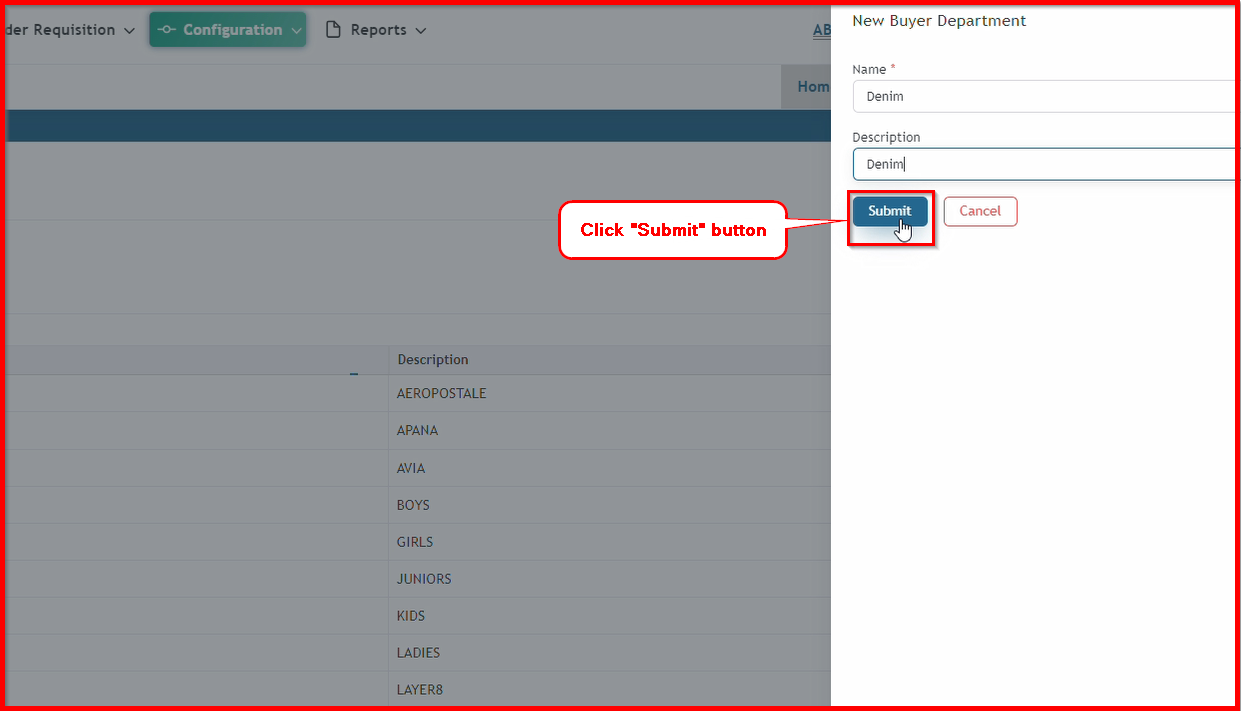 der Requisition
Configuration
Reports
AB
Hom
New Buyer Department
Name *
Denim
Description
Denim
Submit
Cancel
Click "Submit" button
Description
AEROPOSTALE
APANA
AVIA
BOYS
GIRLS
JUNIORS
KIDS
LADIES
LAYER8